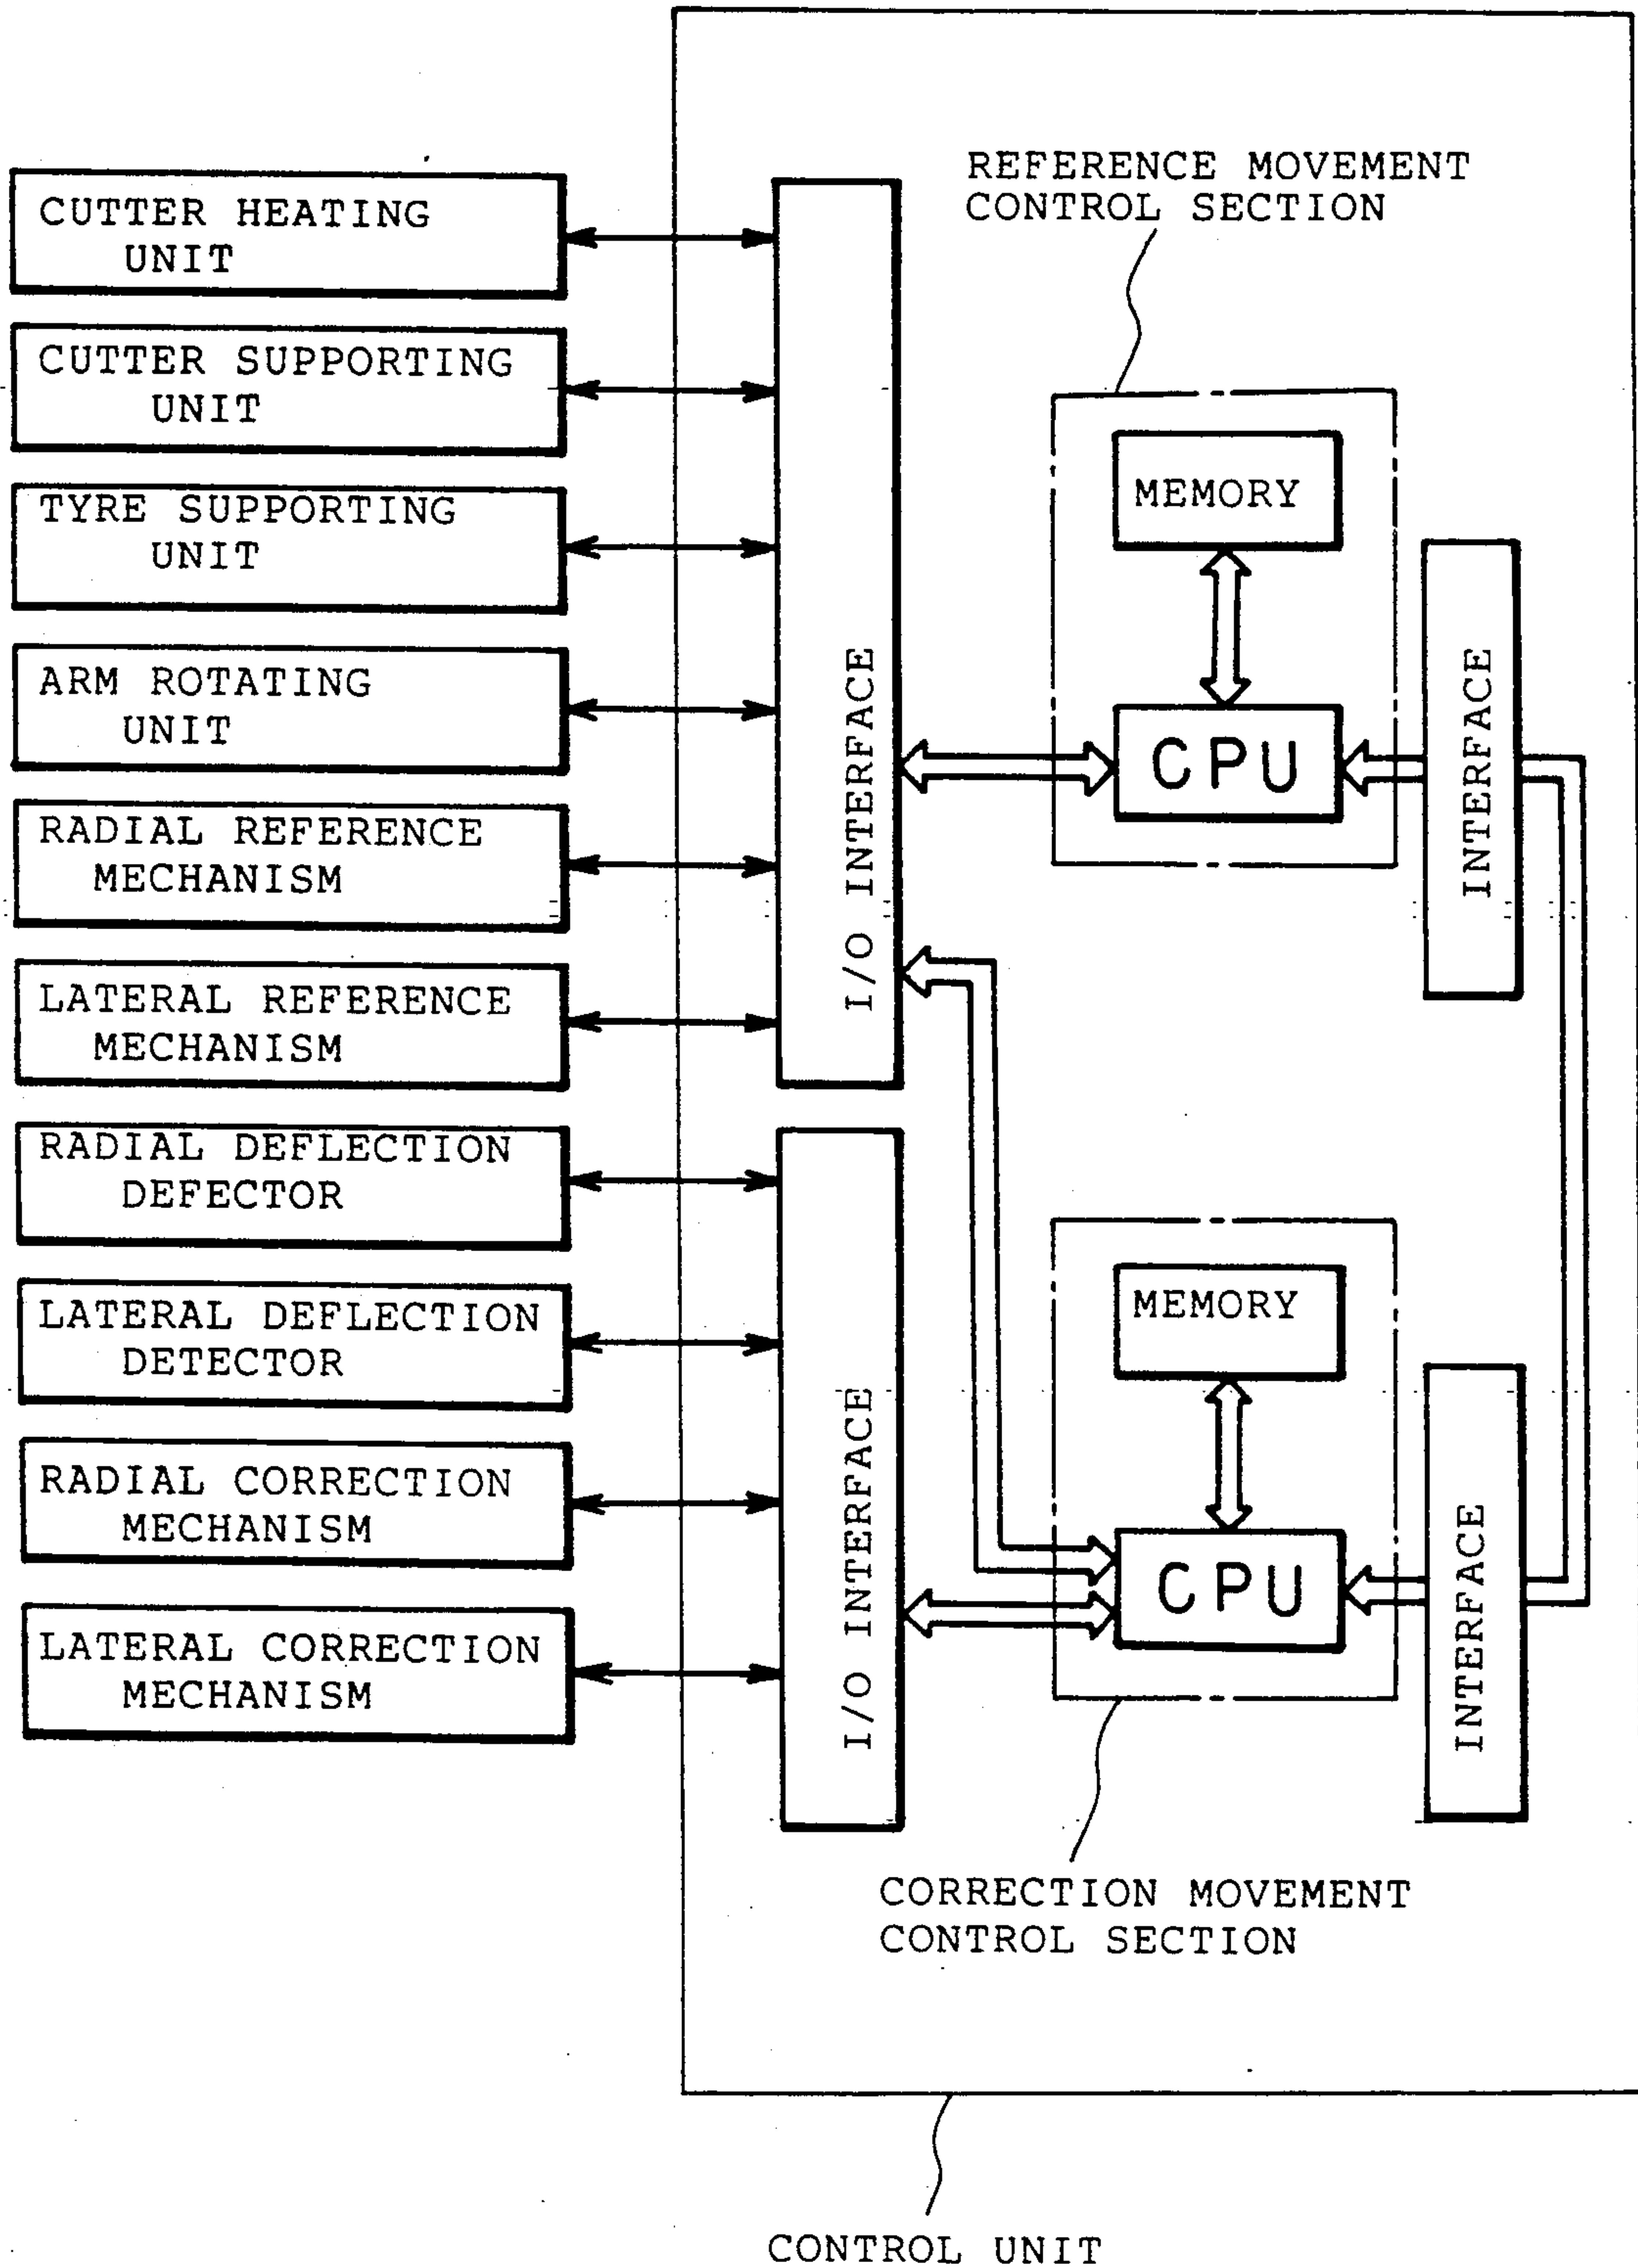 CUTTER HEATING
UNIT
CUTTER SUPPORTING
UNIT
TYRE SUPPORTING
UNIT
ARM ROTATING
UNIT
RADIAL REFERENCE
MECHANISM
LATERAL REFERENCE
MECHANISM
RADIAL DEFLECTION
DEFECTOR
LATERAL DEFLECTION
DETECTOR
RADIAL CORRECTION
MECHANISM
LATERAL CORRECTION
MECHANISM
I/O INTERFACE
I/O INTERFACE
REFERENCE MOVEMENT
CONTROL SECTION
MEMORY
CPU
INTERFACE
MEMORY
CPU
INTERFACE
CORRECTION MOVEMENT
CONTROL SECTION
CONTROL UNIT